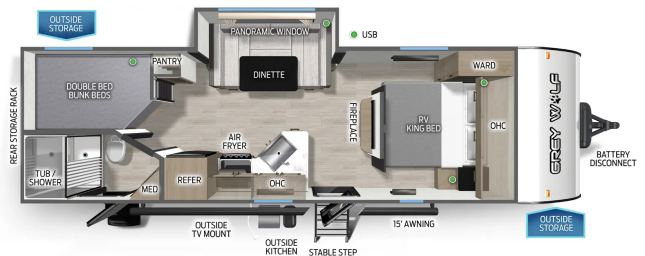 OUTSIDE
STORAGE
PANORAMIC WINDOW
USB
PANTRY
WARD
DOUBLE BED
BUNK BEDS
DINETTE
REAR STORAGE RACK
FIREPLACE
RV
KING BED
OHC
GREY WOLF
AIR
FRYER
BATTERY
DISCONNECT
TUB /
SHOWER
MED
REFER
OHC
OUTSIDE
TV MOUNT
15' AWNING
OUTSIDE
STORAGE
OUTSIDE
KITCHEN
STABLE STEP